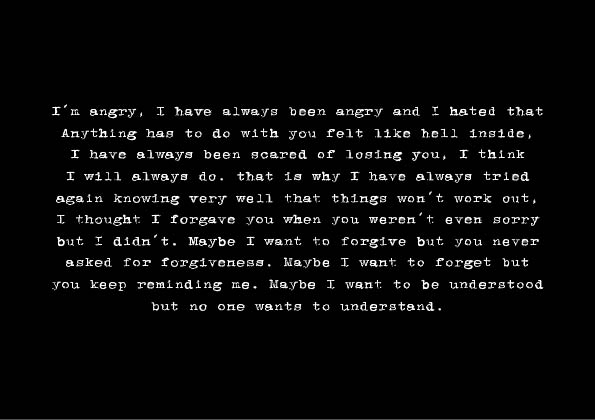 I´m angry, I have always been angry and I hated that
Anything has to do with you felt like hell inside,
I have always been scared of losing you, I think
I will always do. that is why I have always tried
again knowing very well that things won´t work out,
I thought I forgave you when you weren´t even sorry
but I didn´t. Maybe I want to forgive but you never
asked for forgiveness. Maybe I want to forget but
you keep reminding me. Maybe I want to be understood
but no one wants to understand.